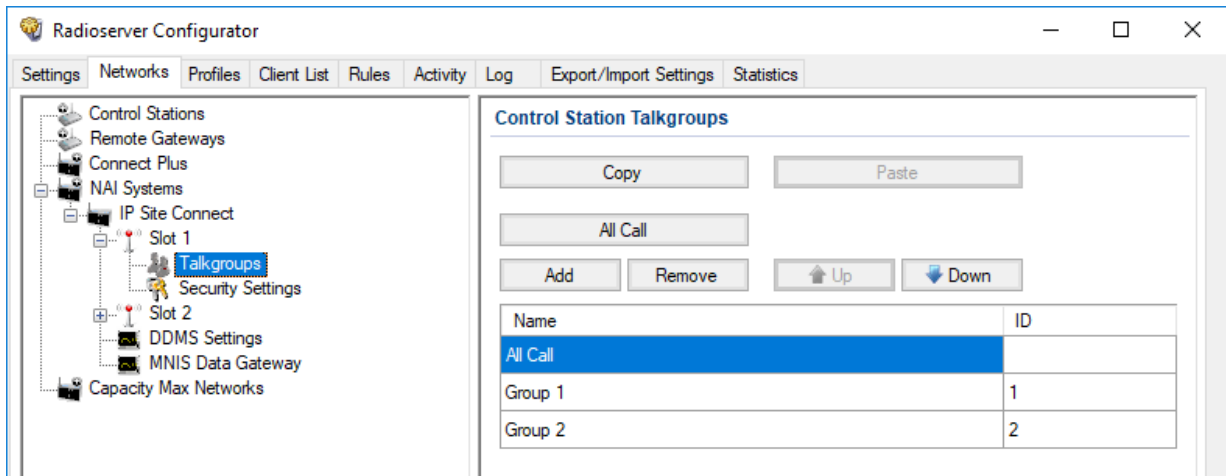 Radioserver Configurator
Settings Networks Profiles Client List Rules Activity Log Export/Import Settings Statistics
Control Stations
Remote Gateways
Connect Plus
NAI Systems
IP Site Connect
Slot 1
Talkgroups
Security Settings
Slot 2
DDMS Settings
MNIS Data Gateway
Capacity Max Networks
Control Station Talkgroups
Copy Paste
All Call
Add Remove Up Down
Name ID
All Call
Group 1 1
Group 2 2